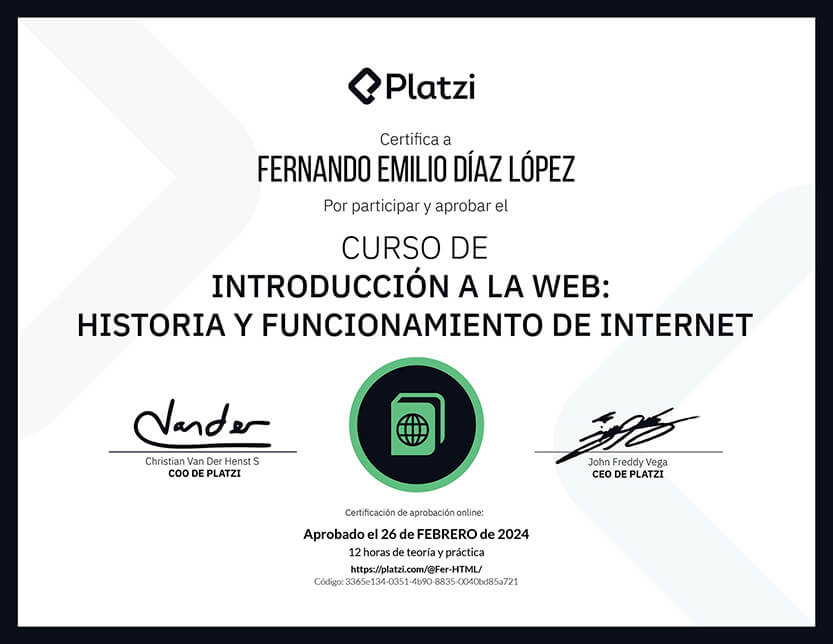 Platzi
Certifica a
FERNANDO EMILIO DÍAZ LÓPEZ
Por participar y aprobar el
CURSO DE
INTRODUCCIÓN A LA WEB:
HISTORIA Y FUNCIONAMIENTO DE INTERNET
Vander
Christian Van Der Henst S
COO DE PLATZI
John Freddy Vega
CEO DE PLATZI
Certificación de aprobación online:
Aprobado el 26 de FEBRERO de 2024
12 horas de teoría y práctica
https://platzi.com/@Fer-HTML/
Código: 3365e134-0351-4b90-8835-0040bd85a721